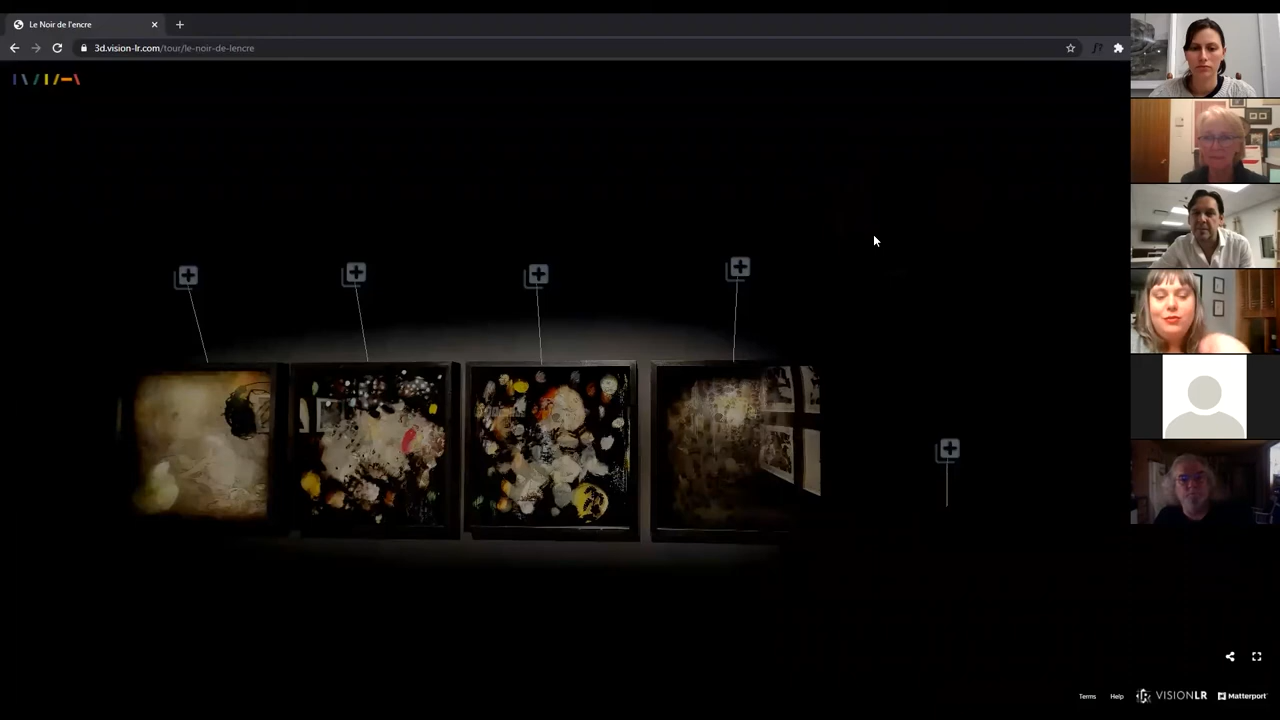 Le Noir de l'encre
3d.vision-lr.com/tour/le-noir-de-lencre
f?
Terms
Help
VISIONLR
Matterport